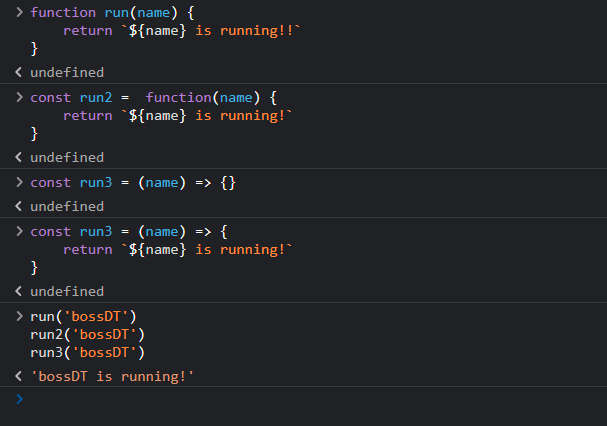 > function run(name) {
    return `${name} is running!!`
}
< undefined
> const run2 =  function(name) {
    return `${name} is running!`
}
< undefined
> const run3 = (name) => {}
< undefined
> const run3 = (name) => {
    return `${name} is running!`
}
< undefined
> run('bossDT')
run2('bossDT')
run3('bossDT')
< 'bossDT is running!'
>